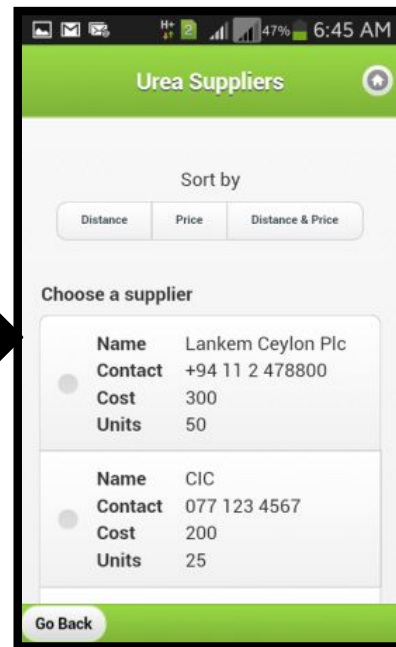 H+ 2 47% 6:45 AM
Urea Suppliers
Sort by
Distance Price Distance & Price
Choose a supplier
Name Lankem Ceylon Plc
Contact +94 11 2 478800
Cost 300
Units 50
Name CIC
Contact 077 123 4567
Cost 200
Units 25
Go Back